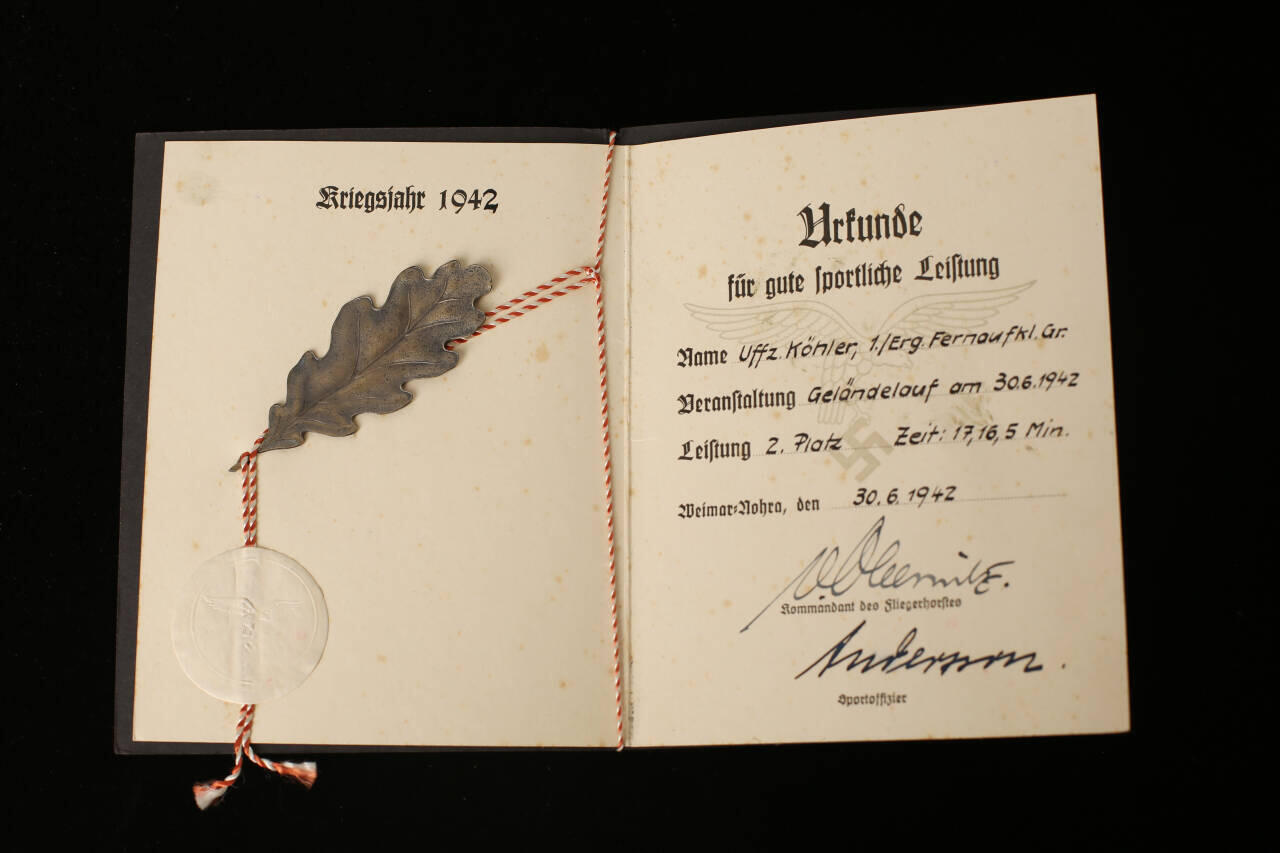 Kriegsjahr 1942
Urkunde
für gute sportliche Leistung
Name Uffz. Köhler, 1./Erg. Fernaufkl. Gr.
Veranstaltung Geländelauf am 30.6.1942
Leistung 2. Platz Zeit: 17,16,5 Min.
Weimar-Nohra, den 30.6.1942
Kommandant des Fliegerhorstes
Anderson.
Sportoffizier